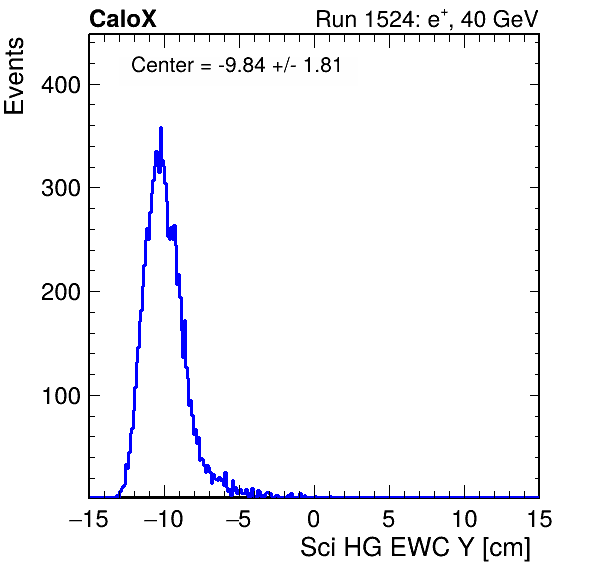 CaloX Run 1524: e⁺, 40 GeV
Center = -9.84 +/- 1.81
Events
400
300
200
100
−15 −10 −5 0 5 10 15
Sci HG EWC Y [cm]